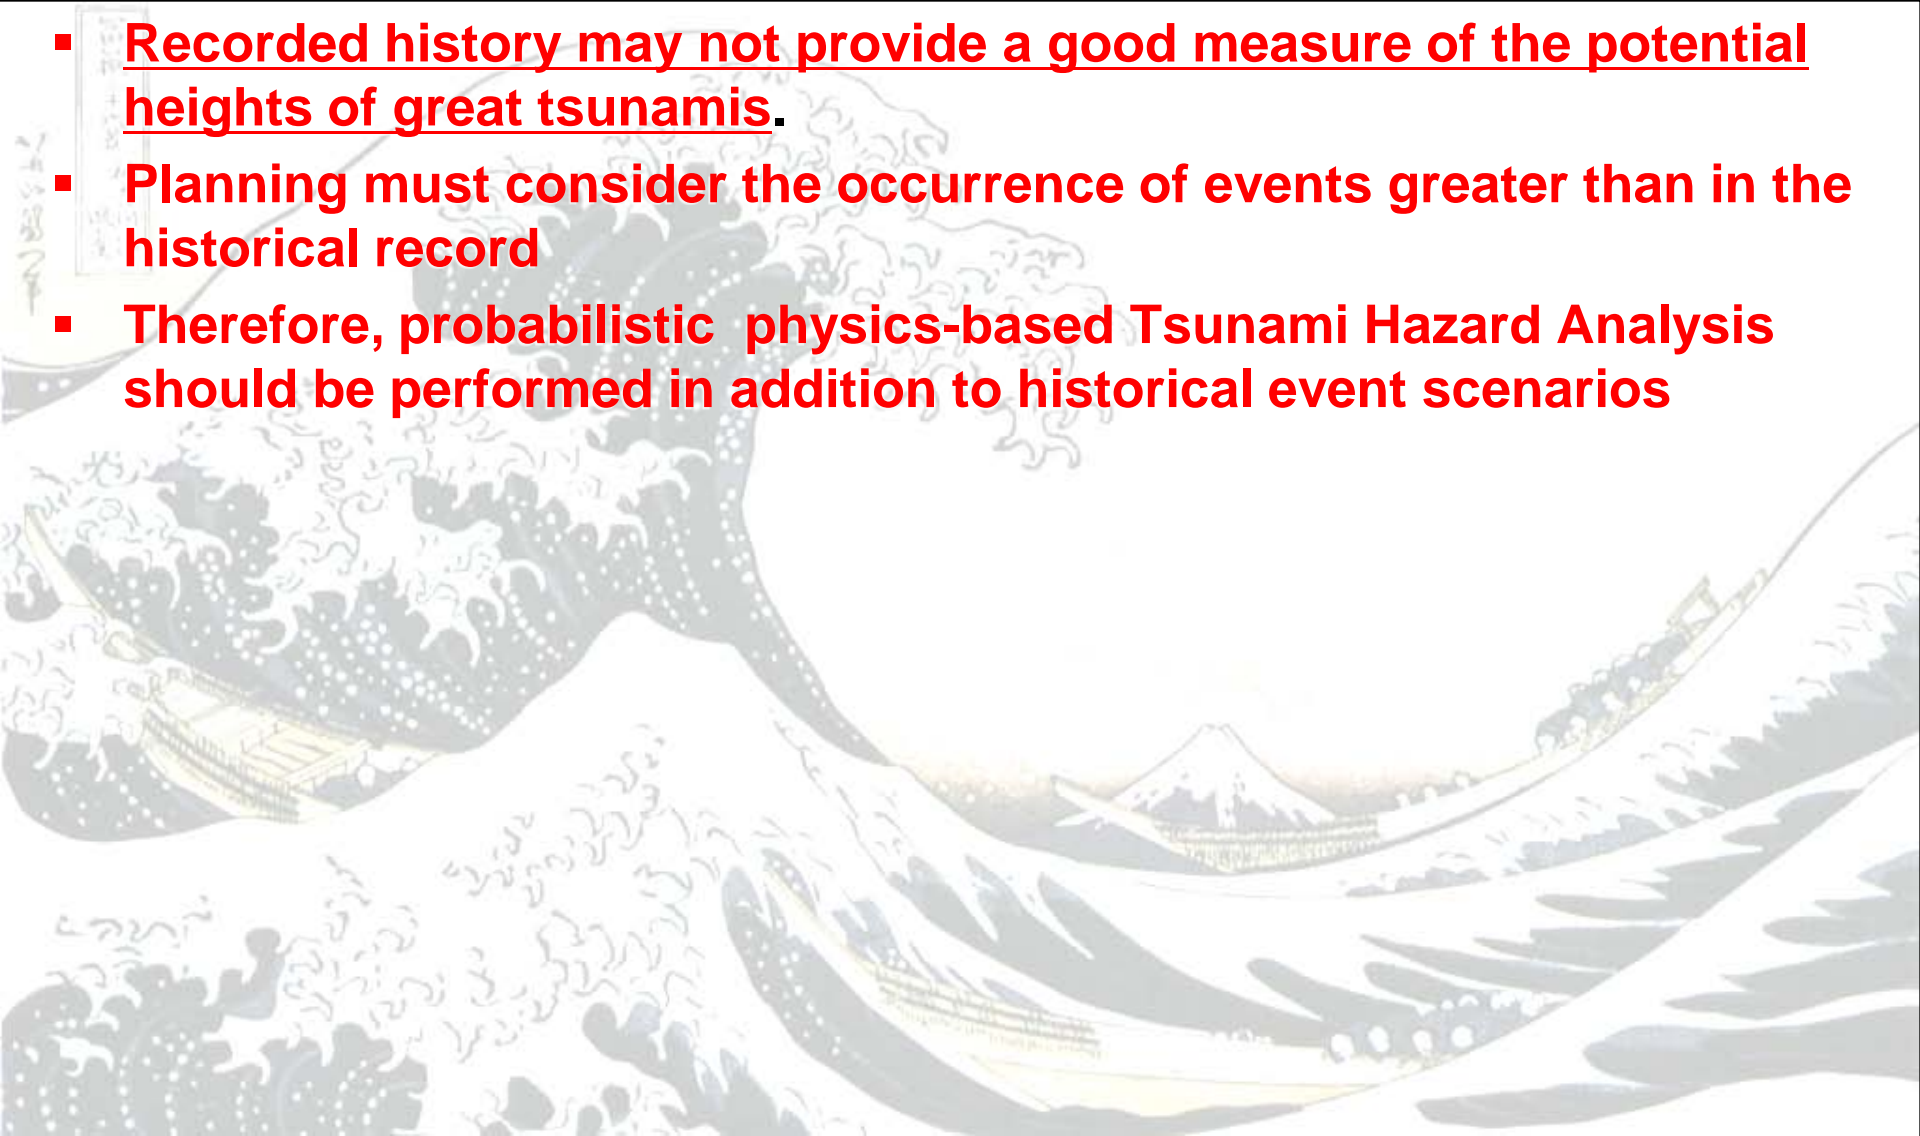 ▪ Recorded history may not provide a good measure of the potential
heights of great tsunamis.
▪ Planning must consider the occurrence of events greater than in the
historical record
▪ Therefore, probabilistic  physics-based Tsunami Hazard Analysis
should be performed in addition to historical event scenarios